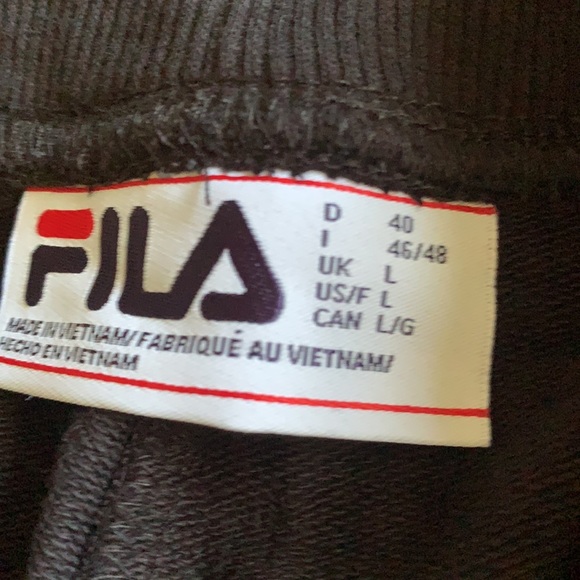 FILA
D 40
I 46/48
UK L
US/F L
CAN L/G
MADE IN VIETNAM/ FABRIQUÉ AU VIETNAM/
HECHO EN VIETNAM